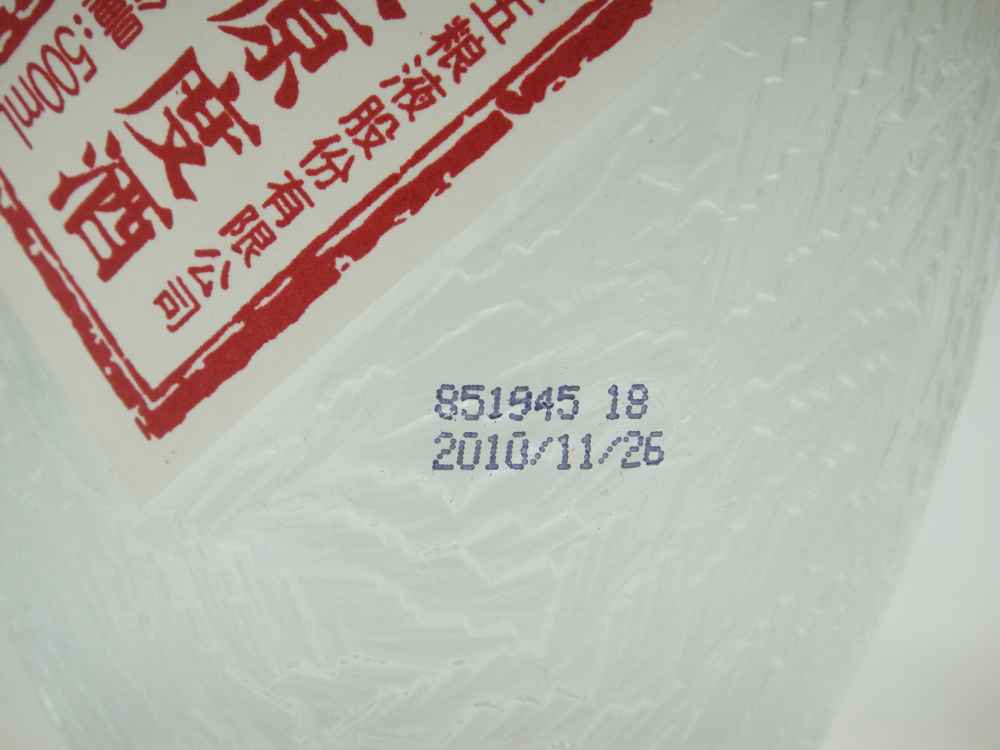 :500mL
原度酒
五粮液股份有限公司
851945 18
2010/11/26